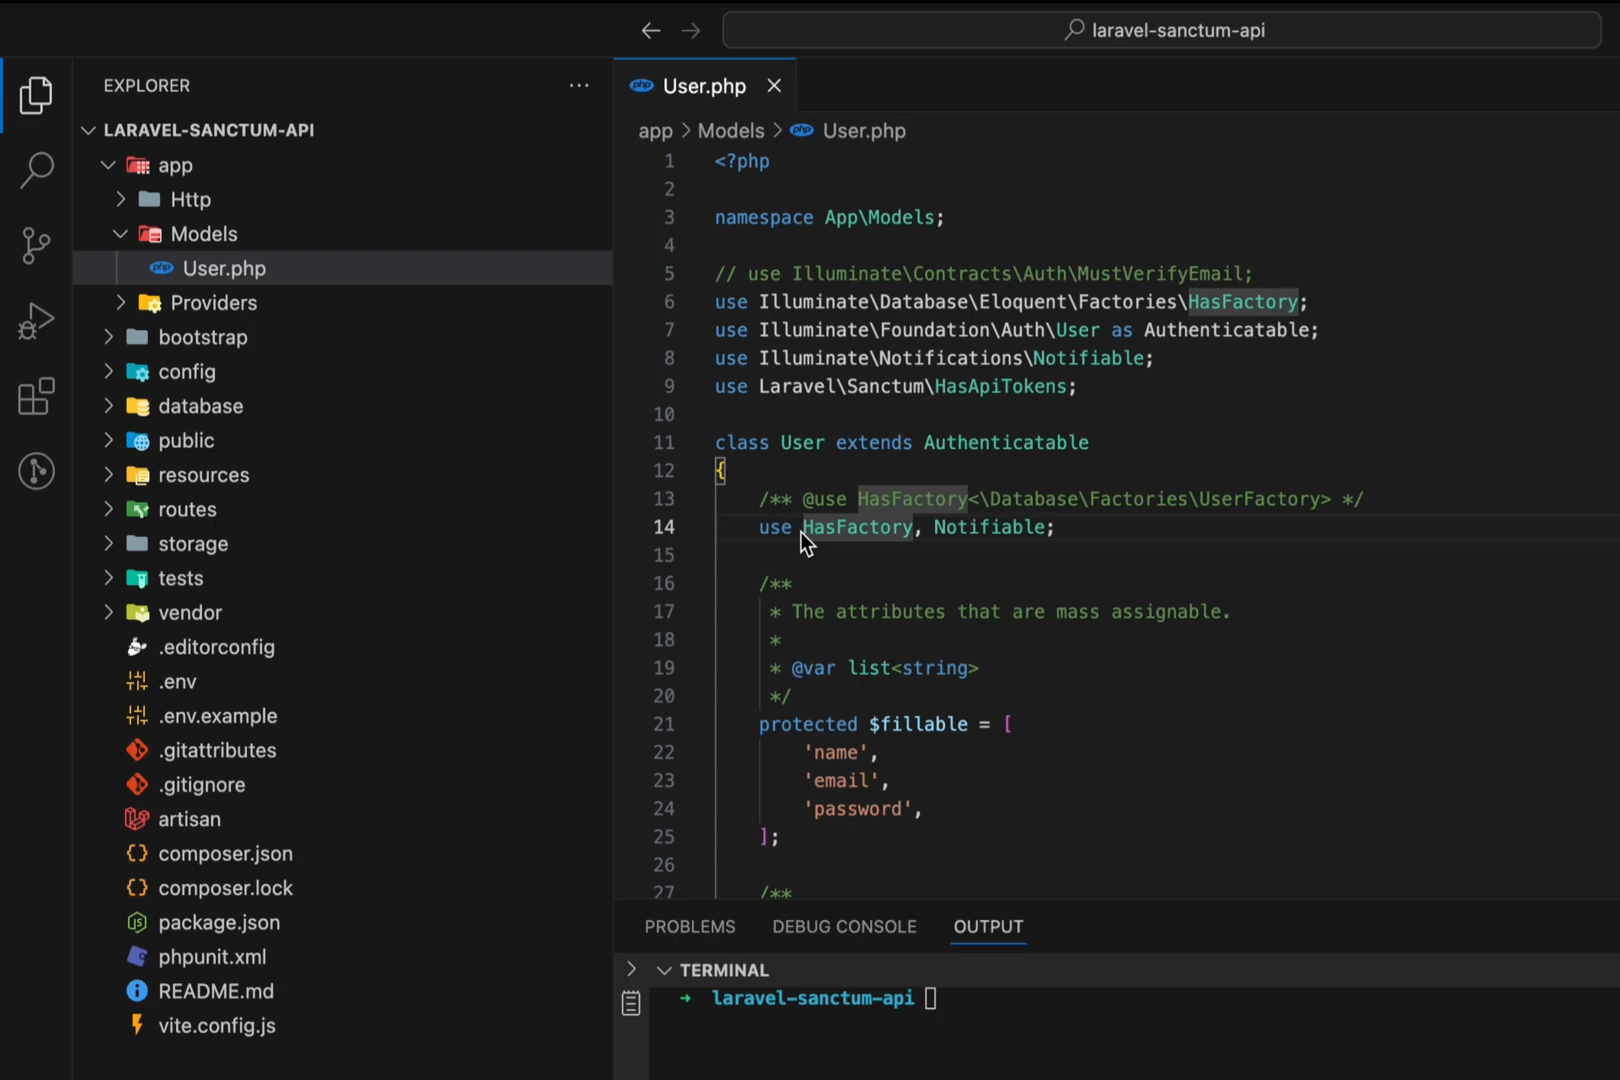 laravel-sanctum-api
EXPLORER
LARAVEL-SANCTUM-API
app
Http
Models
User.php
Providers
bootstrap
config
database
public
resources
routes
storage
tests
vendor
.editorconfig
.env
.env.example
.gitattributes
.gitignore
artisan
composer.json
composer.lock
package.json
phpunit.xml
README.md
vite.config.js
php User.php
app > Models > php User.php
1 <?php
2
3 namespace App\Models;
4
5 // use Illuminate\Contracts\Auth\MustVerifyEmail;
6 use Illuminate\Database\Eloquent\Factories\HasFactory;
7 use Illuminate\Foundation\Auth\User as Authenticatable;
8 use Illuminate\Notifications\Notifiable;
9 use Laravel\Sanctum\HasApiTokens;
10
11 class User extends Authenticatable
12 {
13 /** @use HasFactory<\Database\Factories\UserFactory> */
14 use HasFactory, Notifiable;
15
16 /**
17 * The attributes that are mass assignable.
18 *
19 * @var list<string>
20 */
21 protected $fillable = [
22 'name',
23 'email',
24 'password',
25 ];
26
27 /**
PROBLEMS DEBUG CONSOLE OUTPUT
TERMINAL
→ laravel-sanctum-api